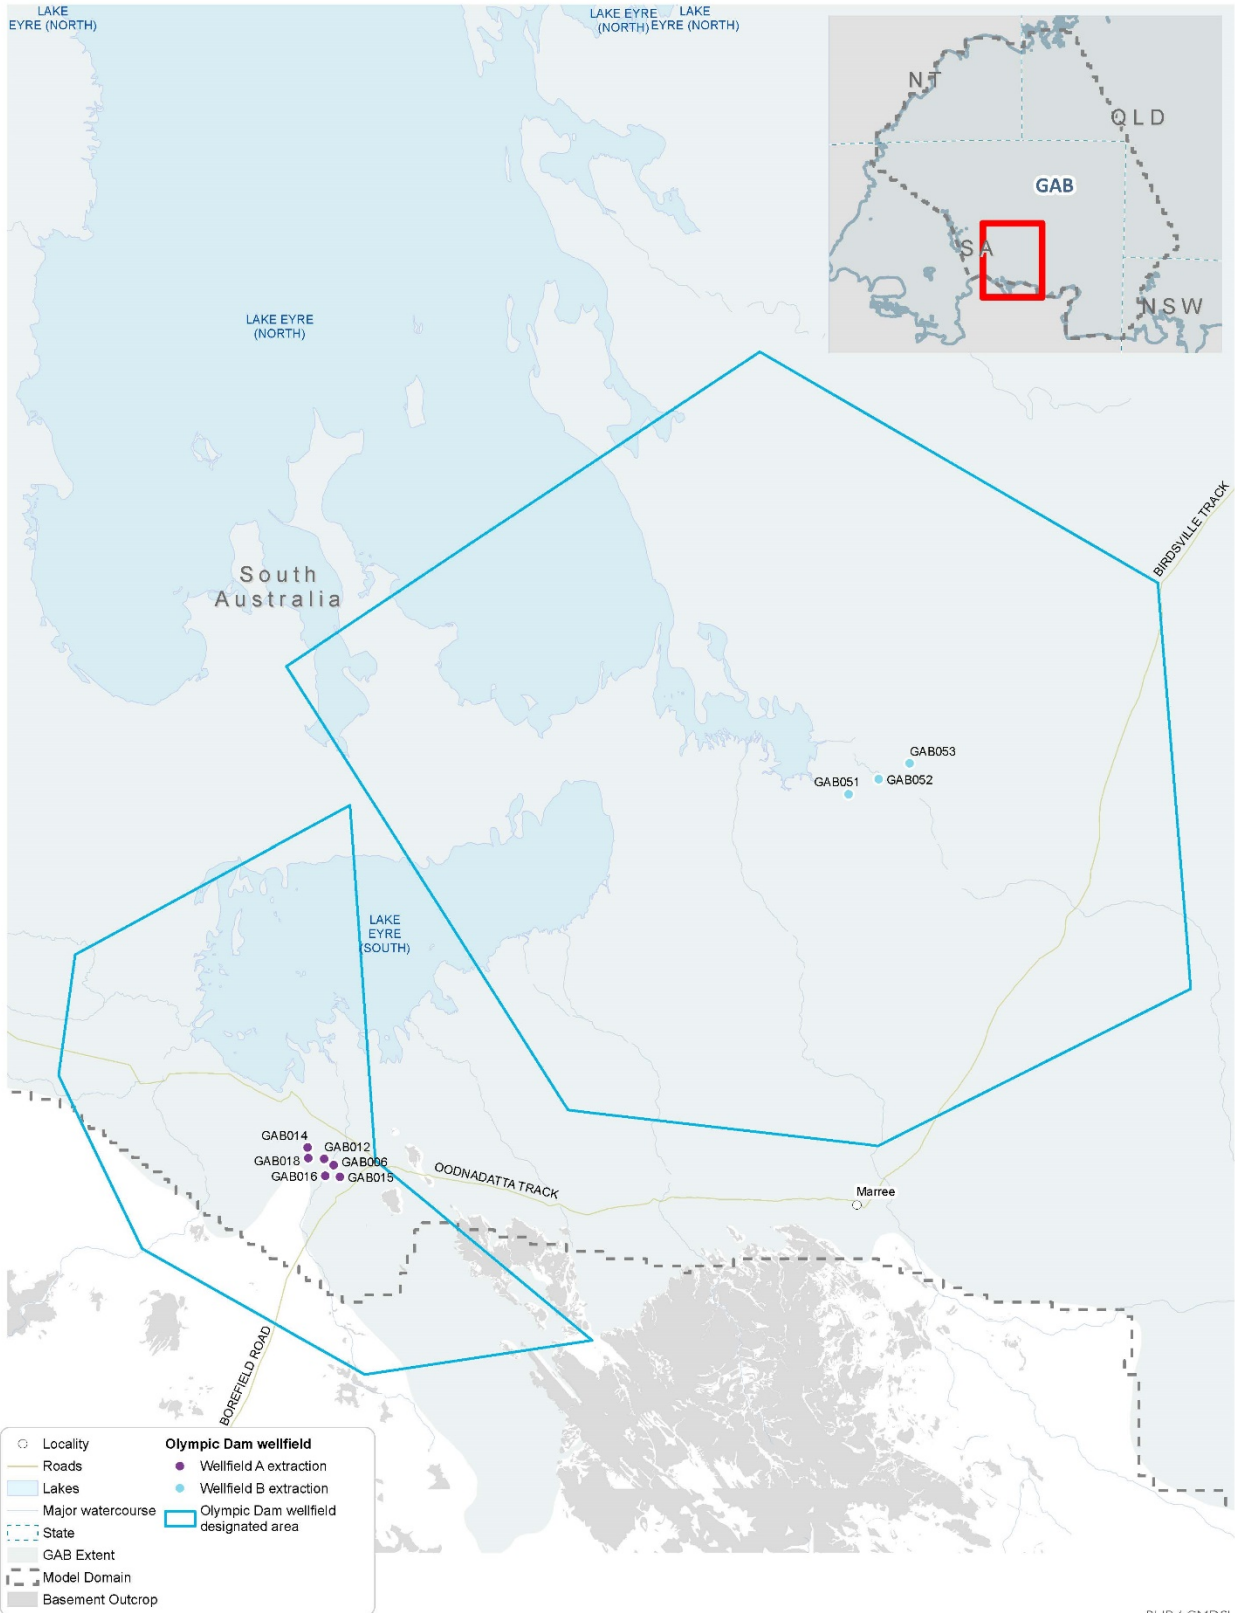 LAKE
EYRE (NORTH)
LAKE EYRE
(NORTH)
LAKE
EYRE (NORTH)
NT
QLD
GAB
SA
NSW
LAKE EYRE
(NORTH)
BIRDSVILLE TRACK
South
Australia
GAB053
GAB051
GAB052
LAKE
EYRE
(SOUTH)
GAB014
GAB012
GAB018
GAB006
GAB016
GAB015
OODNADATTA TRACK
Marree
BOREFIELD ROAD
Locality
Roads
Lakes
Major watercourse
State
GAB Extent
Model Domain
Basement Outcrop
Olympic Dam wellfield
Wellfield A extraction
Wellfield B extraction
Olympic Dam wellfield
designated area